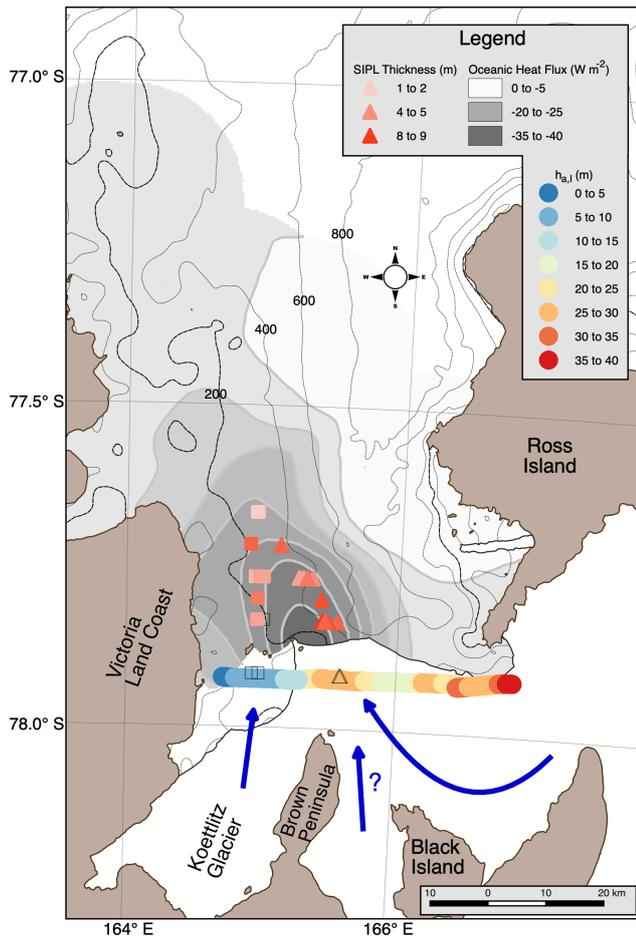 Legend
SIPL Thickness (m)
Oceanic Heat Flux (W m-2)
1 to 2
0 to -5
4 to 5
-20 to -25
8 to 9
-35 to -40
77.0° S
ha,I (m)
0 to 5
5 to 10
10 to 15
15 to 20
20 to 25
25 to 30
30 to 35
35 to 40
800
N
W
E
S
600
400
200
77.5° S
Ross
Island
Victoria
Land Coast
78.0° S
?
Koettlitz
Glacier
Brown
Peninsula
Black
Island
10 0 10 20 km
164° E
166° E